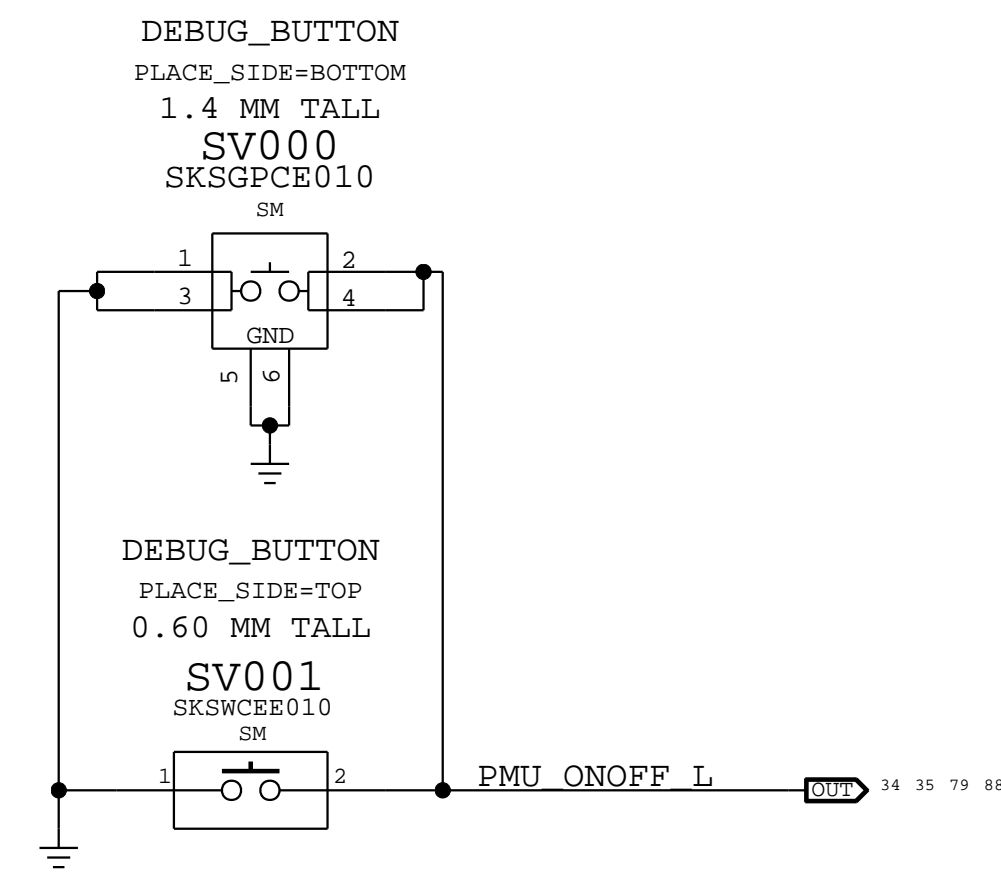 DEBUG_BUTTON
PLACE_SIDE=BOTTOM
1.4 MM TALL
SV000
SKSGPCE010
SM
1 2
3 4
GND
5 6
DEBUG_BUTTON
PLACE_SIDE=TOP
0.60 MM TALL
SV001
SKSWCEE010
SM
1 2 PMU_ONOFF_L OUT 34 35 79 88